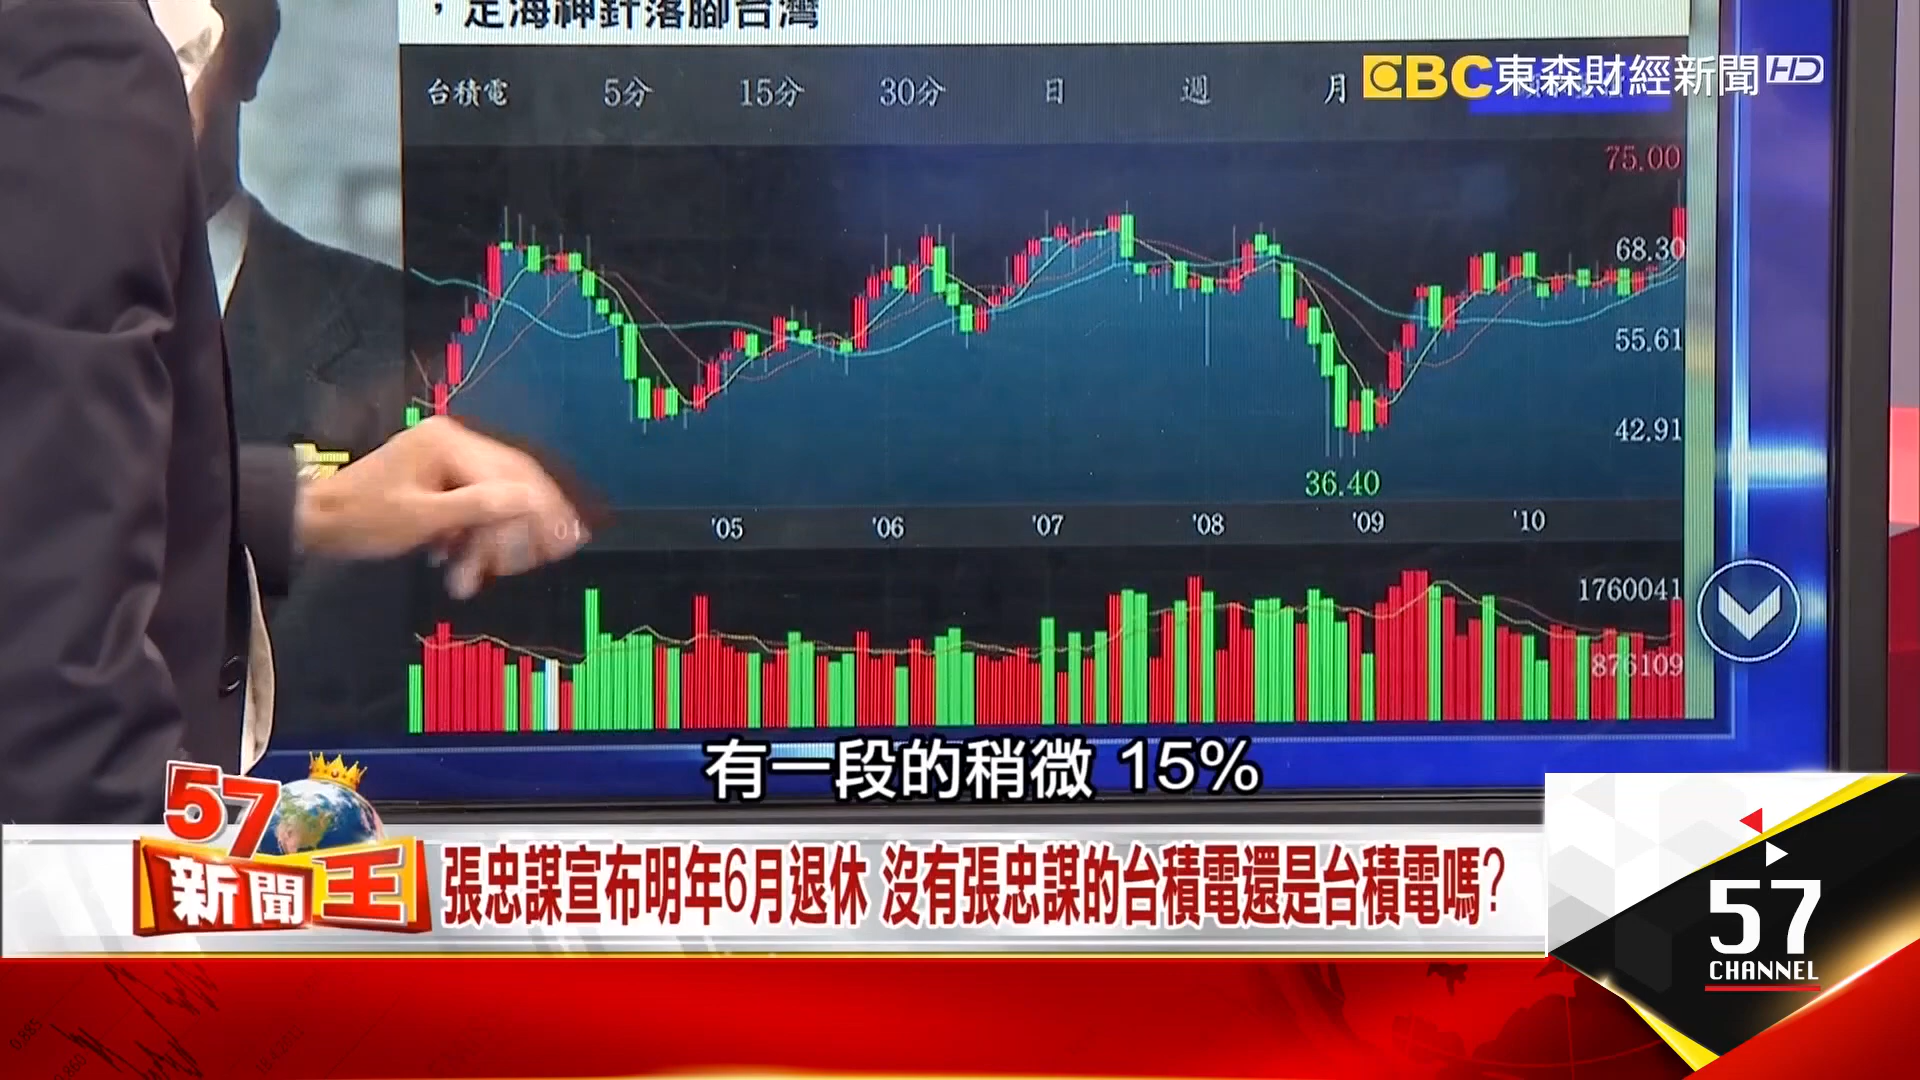 ，定海神針落腳台灣
EBC東森財經新聞HD
台積電 5分 15分 30分 日 週 月
75.00
68.30
55.61
42.91
36.40
'05 '06 '07 '08 '09 '10
1760041
876109
有一段的稍微 15%
57
新聞王
張忠謀宣布明年6月退休 沒有張忠謀的台積電還是台積電嗎?
57
CHANNEL